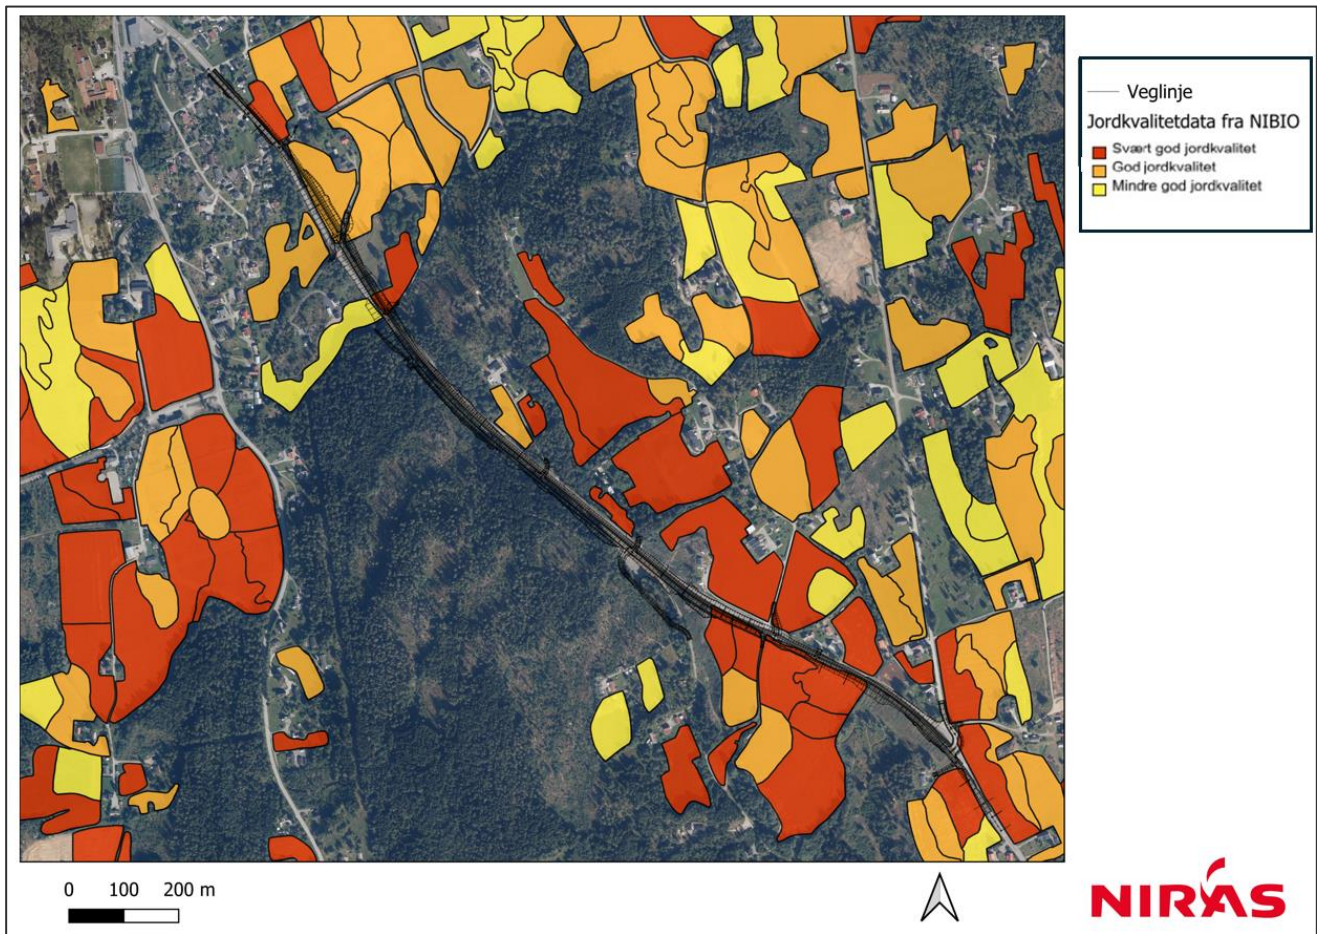 Veglinje
Jordkvalitetdata fra NIBIO
Svært god jordkvalitet
God jordkvalitet
Mindre god jordkvalitet
0 100 200 m
NIRAS